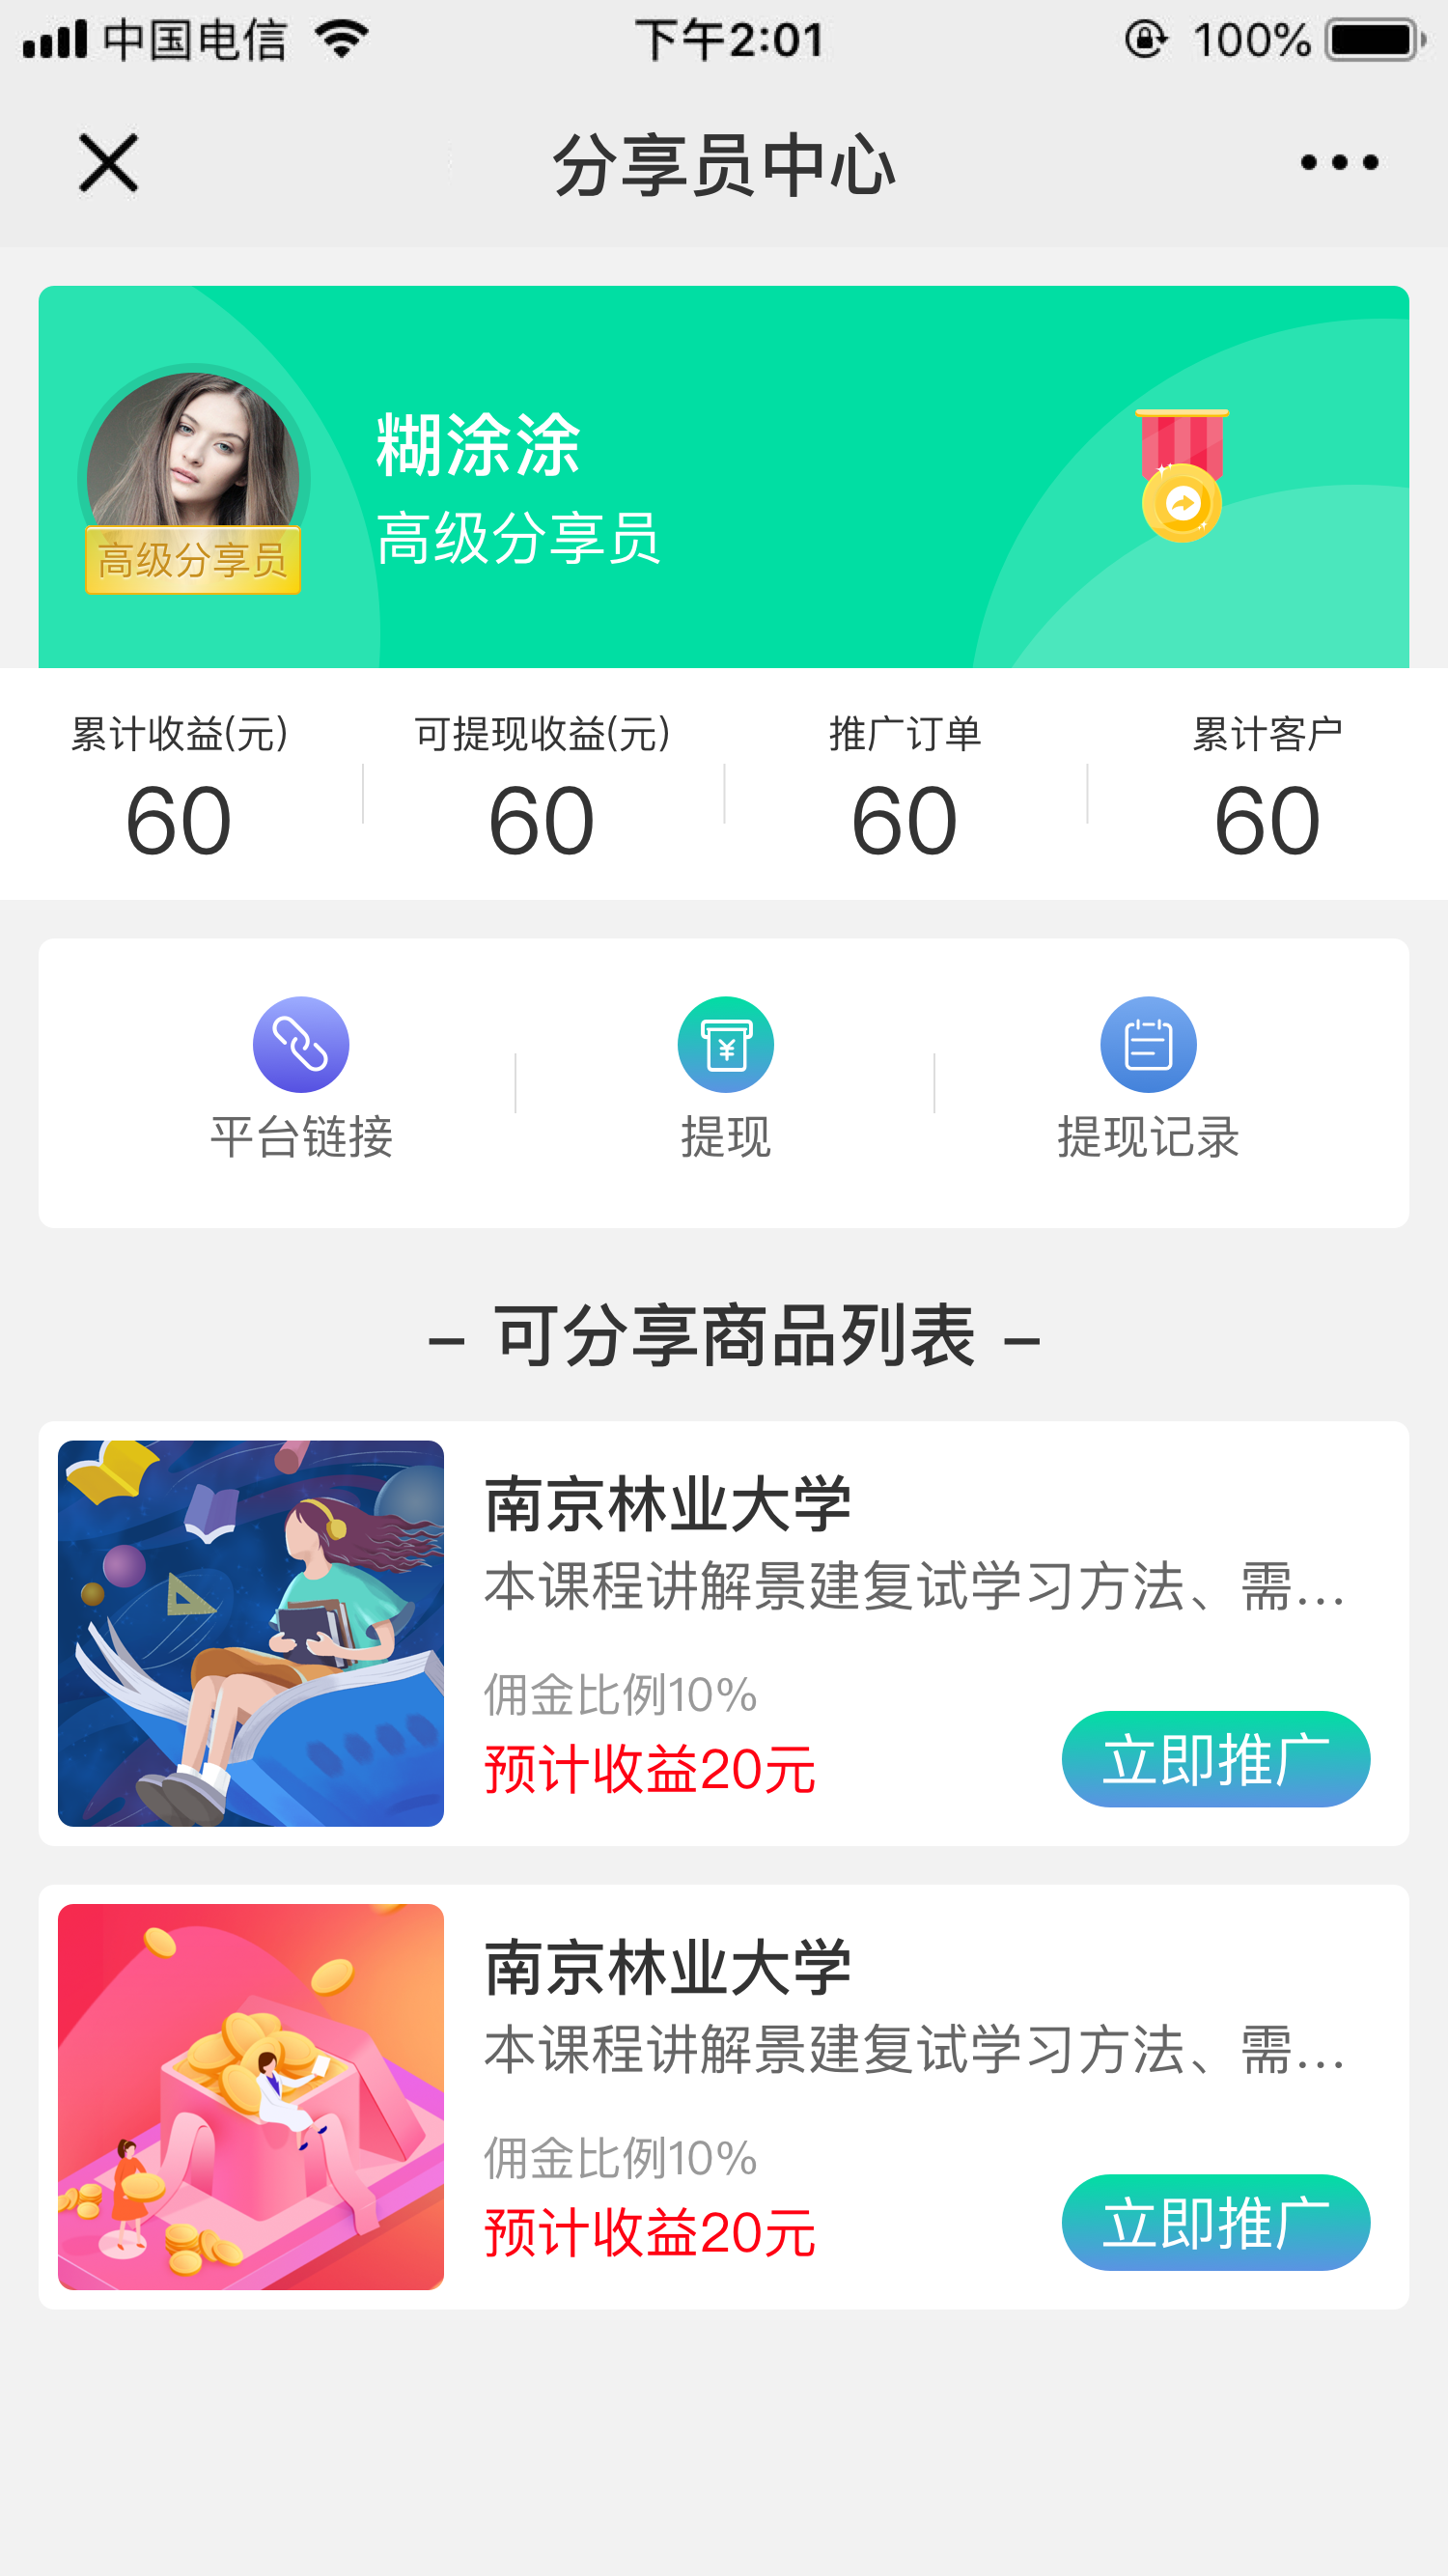 中国电信
下午2:01
100%
分享员中心
糊涂涂
高级分享员
高级分享员
累计收益(元)
可提现收益(元)
推广订单
累计客户
60
60
60
60
平台链接
提现
提现记录
– 可分享商品列表 –
南京林业大学
本课程讲解景建复试学习方法、需...
佣金比例10%
预计收益20元
立即推广
南京林业大学
本课程讲解景建复试学习方法、需...
佣金比例10%
预计收益20元
立即推广